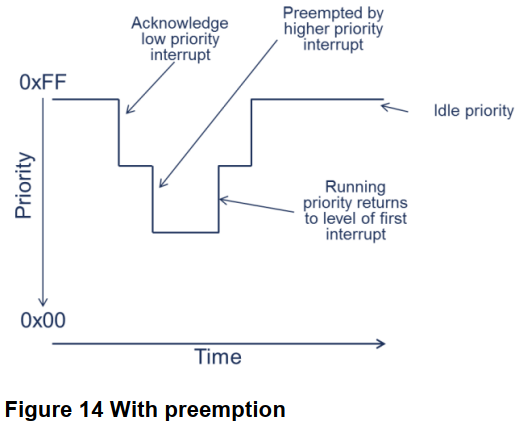 Acknowledge
low priority
interrupt
Preempted by
higher priority
interrupt
0xFF
Idle priority
Priority
Running
priority returns
to level of first
interrupt
0x00
Time
Figure 14 With preemption